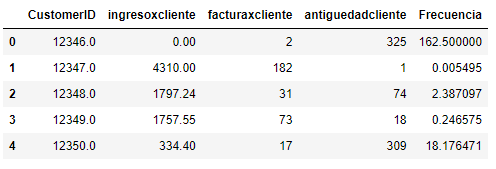 CustomerID ingresoxcliente facturaxcliente antiguedadcliente Frecuencia
0 12346.0 0.00 2 325 162.500000
1 12347.0 4310.00 182 1 0.005495
2 12348.0 1797.24 31 74 2.387097
3 12349.0 1757.55 73 18 0.246575
4 12350.0 334.40 17 309 18.176471